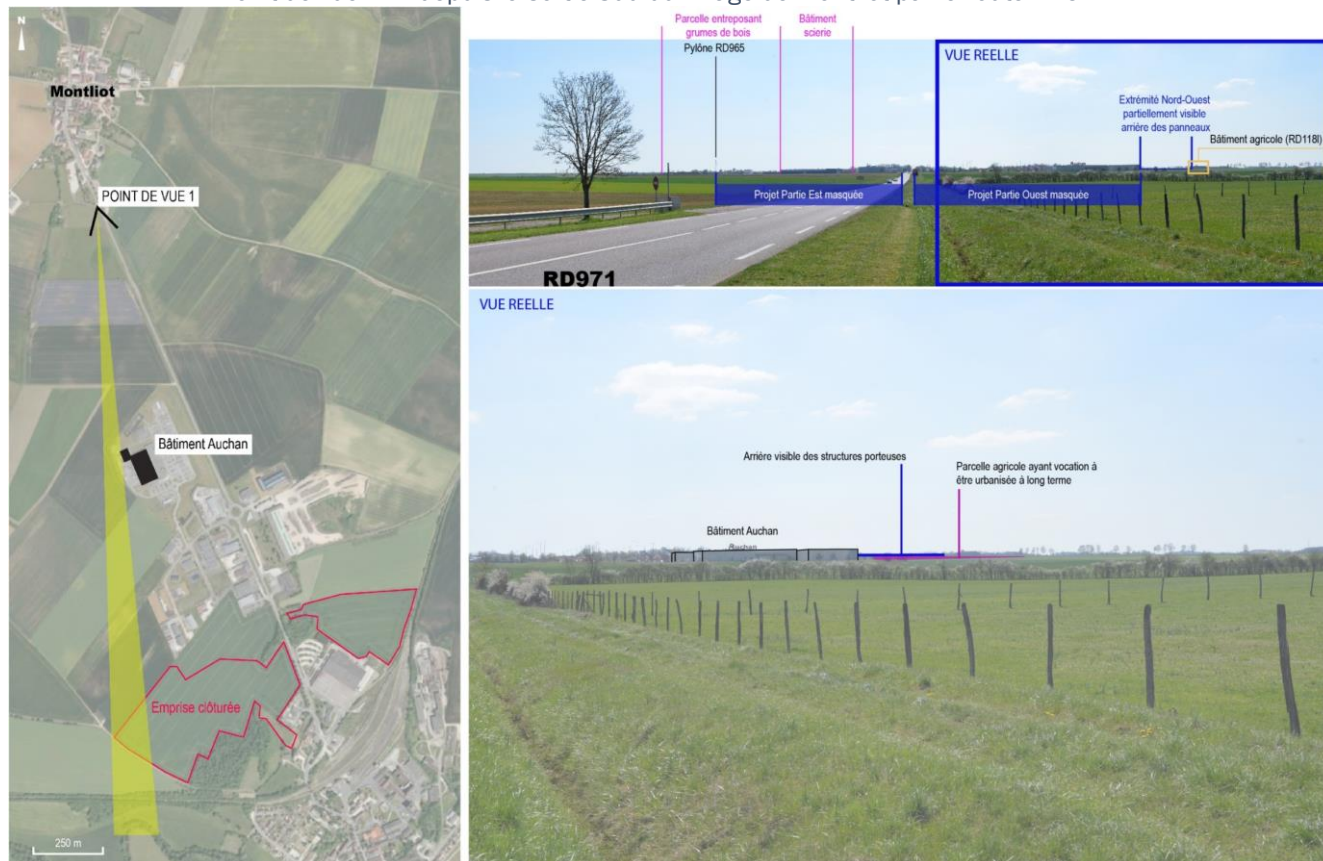 N
Montliot
POINT DE VUE 1
Bâtiment Auchan
Emprise clôturée
250 m
Parcelle entreposant
grumes de bois
Bâtiment
scierie
Pylône RD965
VUE REELLE
Extrémité Nord-Ouest
partiellement visible
arrière des panneaux
Bâtiment agricole (RD118I)
Projet Partie Est masquée
Projet Partie Ouest masquée
RD971
VUE REELLE
Arrière visible des structures porteuses
Parcelle agricole ayant vocation à
être urbanisée à long terme
Bâtiment Auchan
Auchan